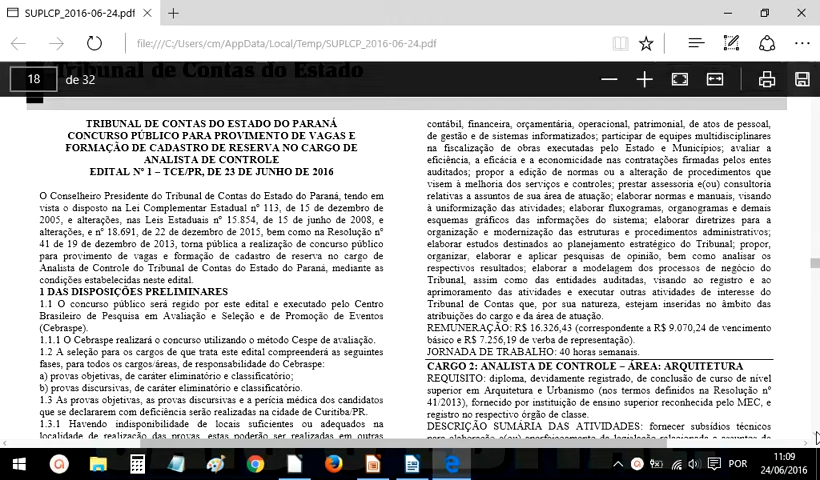 SUPLCP_2016-06-24.pdf
file:///C:/Users/cm/AppData/Local/Temp/SUPLCP_2016-06-24.pdf
Tribunal de Contas do Estado
18 de 32
TRIBUNAL DE CONTAS DO ESTADO DO PARANÁ
CONCURSO PÚBLICO PARA PROVIMENTO DE VAGAS E
FORMAÇÃO DE CADASTRO DE RESERVA NO CARGO DE
ANALISTA DE CONTROLE
EDITAL Nº 1 – TCE/PR, DE 23 DE JUNHO DE 2016
O Conselheiro Presidente do Tribunal de Contas do Estado do Paraná, tendo em
vista o disposto na Lei Complementar Estadual nº 113, de 15 de dezembro de
2005, e alterações, nas Leis Estaduais nº 15.854, de 15 de junho de 2008, e
alterações, e nº 18.691, de 22 de dezembro de 2015, bem como na Resolução nº
41 de 19 de dezembro de 2013, torna pública a realização de concurso público
para provimento de vagas e formação de cadastro de reserva no cargo de
Analista de Controle do Tribunal de Contas do Estado do Paraná, mediante as
condições estabelecidas neste edital.
1 DAS DISPOSIÇÕES PRELIMINARES
1.1 O concurso público será regido por este edital e executado pelo Centro
Brasileiro de Pesquisa em Avaliação e Seleção e de Promoção de Eventos
(Cebraspe).
1.1.1 O Cebraspe realizará o concurso utilizando o método Cespe de avaliação.
1.2 A seleção para os cargos de que trata este edital compreenderá as seguintes
fases, para todos os cargos/áreas, de responsabilidade do Cebraspe:
a) provas objetivas, de caráter eliminatório e classificatório;
b) provas discursivas, de caráter eliminatório e classificatório.
1.3 As provas objetivas, as provas discursivas e a perícia médica dos candidatos
que se declararem com deficiência serão realizadas na cidade de Curitiba/PR.
1.3.1 Havendo indisponibilidade de locais suficientes ou adequados na
localidade de realização das provas, estas poderão ser realizadas em outras
contábil, financeira, orçamentária, operacional, patrimonial, de atos de pessoal,
de gestão e de sistemas informatizados; participar de equipes multidisciplinares
na fiscalização de obras executadas pelo Estado e Municípios; avaliar a
eficiência, a eficácia e a economicidade nas contratações firmadas pelos entes
auditados; propor a edição de normas ou a alteração de procedimentos que
visem à melhoria dos serviços e controles; prestar assessoria e(ou) consultoria
relativas a assuntos de sua área de atuação; elaborar normas e manuais, visando
à uniformização das atividades; elaborar fluxogramas, organogramas e demais
esquemas gráficos das informações do sistema; elaborar diretrizes para a
organização e modernização das estruturas e procedimentos administrativos;
elaborar estudos destinados ao planejamento estratégico do Tribunal; propor,
organizar, elaborar e aplicar pesquisas de opinião, bem como analisar os
respectivos resultados; elaborar a modelagem dos processos de negócio do
Tribunal, assim como das entidades auditadas, visando ao registro e ao
aprimoramento das atividades e executar outras atividades de interesse do
Tribunal de Contas que, por sua natureza, estejam inseridas no âmbito das
atribuições do cargo e da área de atuação.
REMUNERAÇÃO: R$ 16.326,43 (correspondente a R$ 9.070,24 de vencimento
básico e R$ 7.256,19 de verba de representação).
JORNADA DE TRABALHO: 40 horas semanais.
CARGO 2: ANALISTA DE CONTROLE – ÁREA: ARQUITETURA
REQUISITO: diploma, devidamente registrado, de conclusão de curso de nível
superior em Arquitetura e Urbanismo (nos termos definidos na Resolução nº
41/2013), fornecido por instituição de ensino superior reconhecida pelo MEC, e
registro no respectivo órgão de classe.
DESCRIÇÃO SUMÁRIA DAS ATIVIDADES: fornecer subsídios técnicos
para elaboração e(ou) aperfeiçoamento da legislação relacionada a assuntos de
POR
11:09
24/06/2016